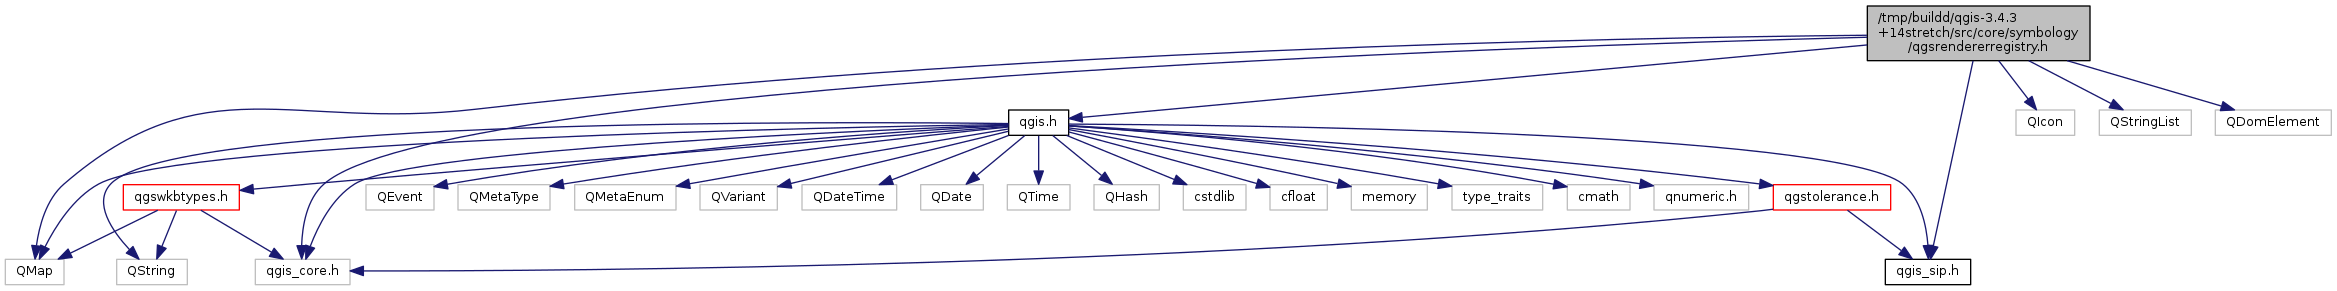 /tmp/buildd/qgis-3.4.3
+14stretch/src/core/symbology
/qgsrendererregistry.h
qgis.h
QIcon
QStringList
QDomElement
qgswkbtypes.h
QEvent
QMetaType
QMetaEnum
QVariant
QDateTime
QDate
QTime
QHash
cstdlib
cfloat
memory
type_traits
cmath
qnumeric.h
qgstolerance.h
QMap
QString
qgis_core.h
qgis_sip.h